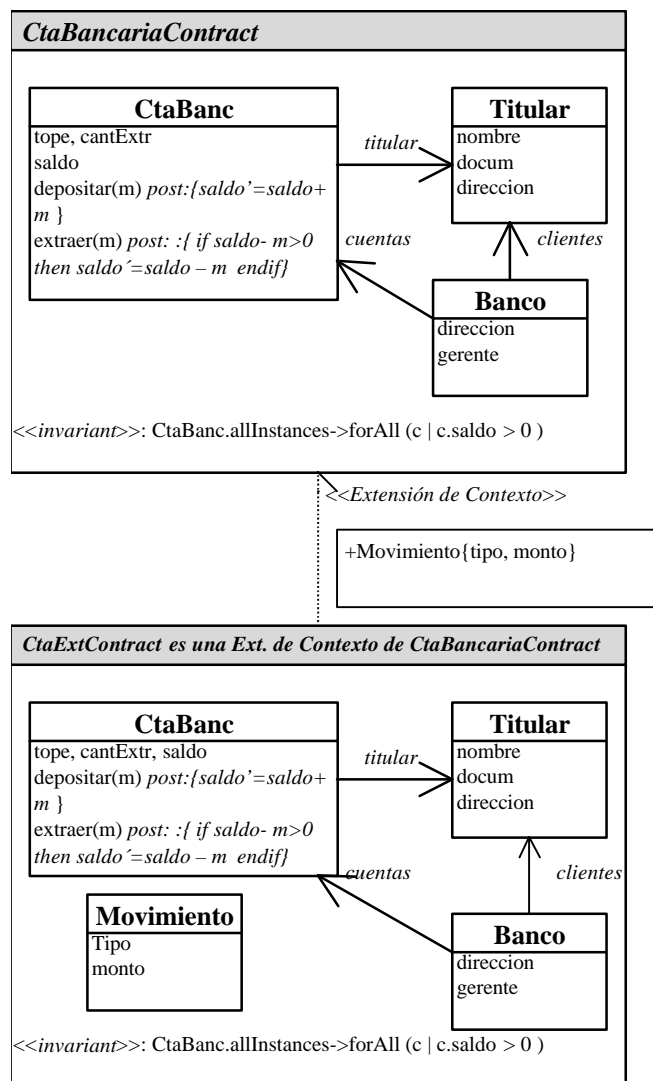 CtaBancariaContract
CtaBanc
tope, cantExtr
saldo
depositar(m) post:{saldo’=saldo+
m }
extraer(m) post: :{ if saldo- m>0
then saldo´=saldo – m endif}
titular
Titular
nombre
docum
direccion
cuentas
clientes
Banco
direccion
gerente
<<invariant>>: CtaBanc.allInstances->forAll (c | c.saldo > 0 )
<<Extensión de Contexto>>
+Movimiento{tipo, monto}
CtaExtContract es una Ext. de Contexto de CtaBancariaContract
CtaBanc
tope, cantExtr, saldo
depositar(m) post:{saldo’=saldo+
m }
extraer(m) post: :{ if saldo- m>0
then saldo´=saldo – m endif}
titular
Titular
nombre
docum
direccion
cuentas
clientes
Movimiento
Tipo
monto
Banco
direccion
gerente
<<invariant>>: CtaBanc.allInstances->forAll (c | c.saldo > 0 )